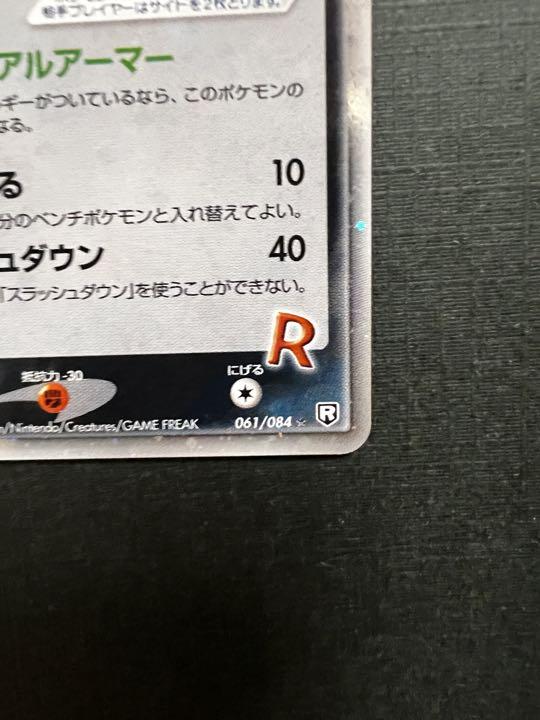 相手プレイヤーはサイトを2枚とります。
アルアーマー
ギーがついているなら、このポケモンの
なる。
る 10
分のベンチポケモンと入れ替えてよい。
ュダウン 40
「スラッシュダウン」を使うことができない。
R
抵抗力 -30
にげる
/Nintendo/Creatures/GAME FREAK
061/084
R